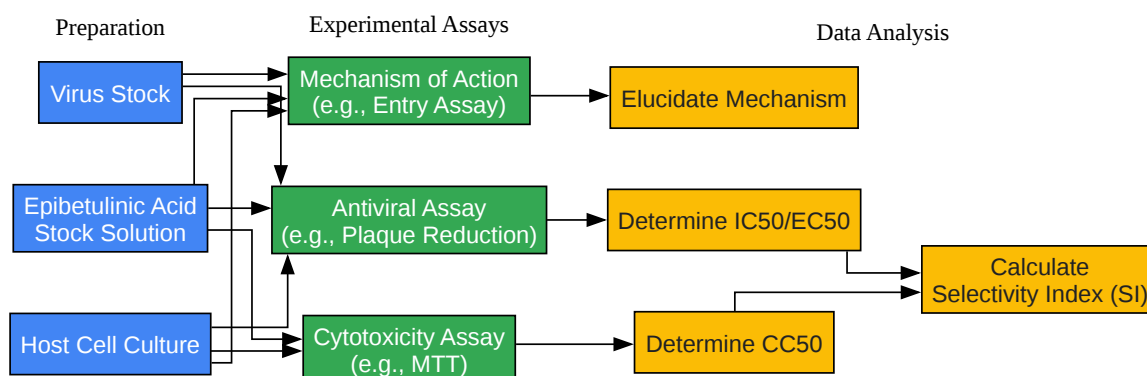 Preparation
Experimental Assays
Data Analysis
Virus Stock
Mechanism of Action
(e.g., Entry Assay)
Elucidate Mechanism
Epibetulinic Acid
Stock Solution
Antiviral Assay
(e.g., Plaque Reduction)
Determine IC50/EC50
Calculate
Selectivity Index (SI)
Host Cell Culture
Cytotoxicity Assay
(e.g., MTT)
Determine CC50